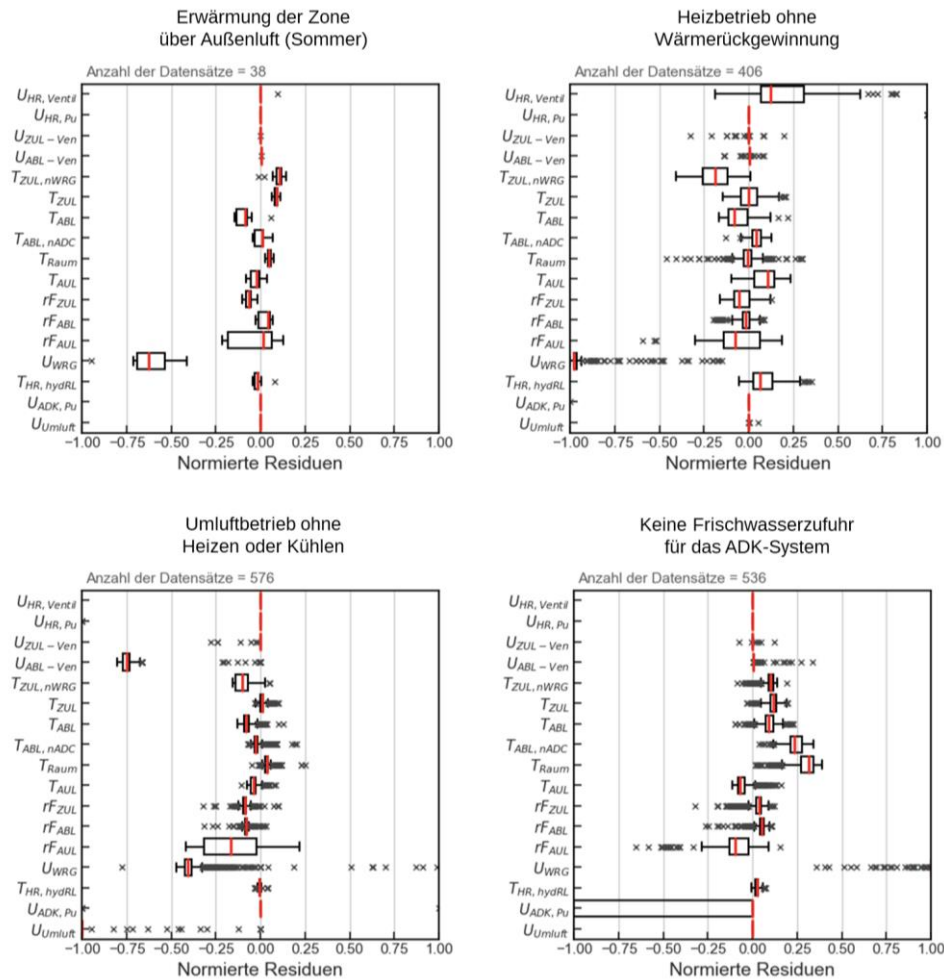 Erwärmung der Zone
über Außenluft (Sommer)
Anzahl der Datensätze = 38
U_HR, Ventil
U_HR, Pu
U_ZUL−Ven
U_ABL−Ven
T_ZUL, nWRG
T_ZUL
T_ABL
T_ABL, nADC
T_Raum
T_AUL
rF_ZUL
rF_ABL
rF_AUL
U_WRG
T_HR, hydRL
U_ADK, Pu
U_Umluft
−1.00 −0.75 −0.50 −0.25 0.00 0.25 0.50 0.75 1.00
Normierte Residuen
Heizbetrieb ohne
Wärmerückgewinnung
Anzahl der Datensätze = 406
U_HR, Ventil
U_HR, Pu
U_ZUL−Ven
U_ABL−Ven
T_ZUL, nWRG
T_ZUL
T_ABL
T_ABL, nADC
T_Raum
T_AUL
rF_ZUL
rF_ABL
rF_AUL
U_WRG
T_HR, hydRL
U_ADK, Pu
U_Umluft
−1.00 −0.75 −0.50 −0.25 0.00 0.25 0.50 0.75 1.00
Normierte Residuen
Umluftbetrieb ohne
Heizen oder Kühlen
Anzahl der Datensätze = 576
U_HR, Ventil
U_HR, Pu
U_ZUL−Ven
U_ABL−Ven
T_ZUL, nWRG
T_ZUL
T_ABL
T_ABL, nADC
T_Raum
T_AUL
rF_ZUL
rF_ABL
rF_AUL
U_WRG
T_HR, hydRL
U_ADK, Pu
U_Umluft
−1.00 −0.75 −0.50 −0.25 0.00 0.25 0.50 0.75 1.00
Normierte Residuen
Keine Frischwasserzufuhr
für das ADK-System
Anzahl der Datensätze = 536
U_HR, Ventil
U_HR, Pu
U_ZUL−Ven
U_ABL−Ven
T_ZUL, nWRG
T_ZUL
T_ABL
T_ABL, nADC
T_Raum
T_AUL
rF_ZUL
rF_ABL
rF_AUL
U_WRG
T_HR, hydRL
U_ADK, Pu
U_Umluft
−1.00 −0.75 −0.50 −0.25 0.00 0.25 0.50 0.75 1.00
Normierte Residuen